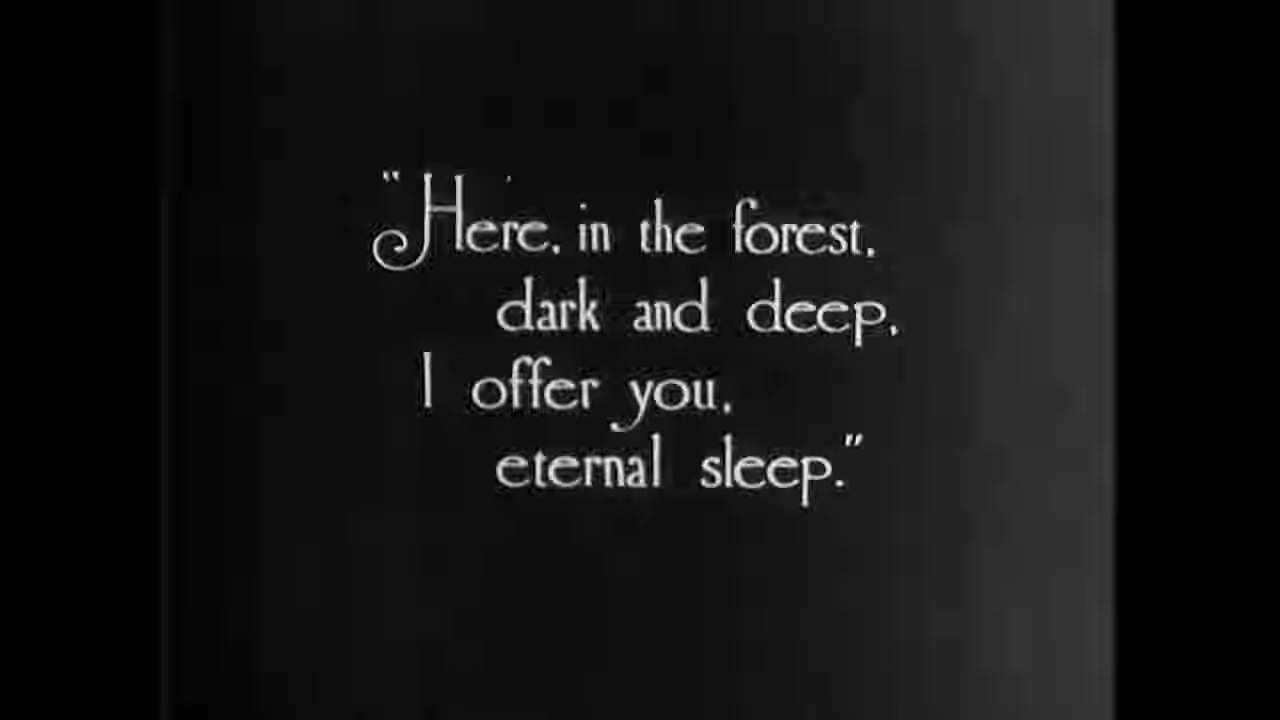 "Here, in the forest,
dark and deep,
I offer you,
eternal sleep."